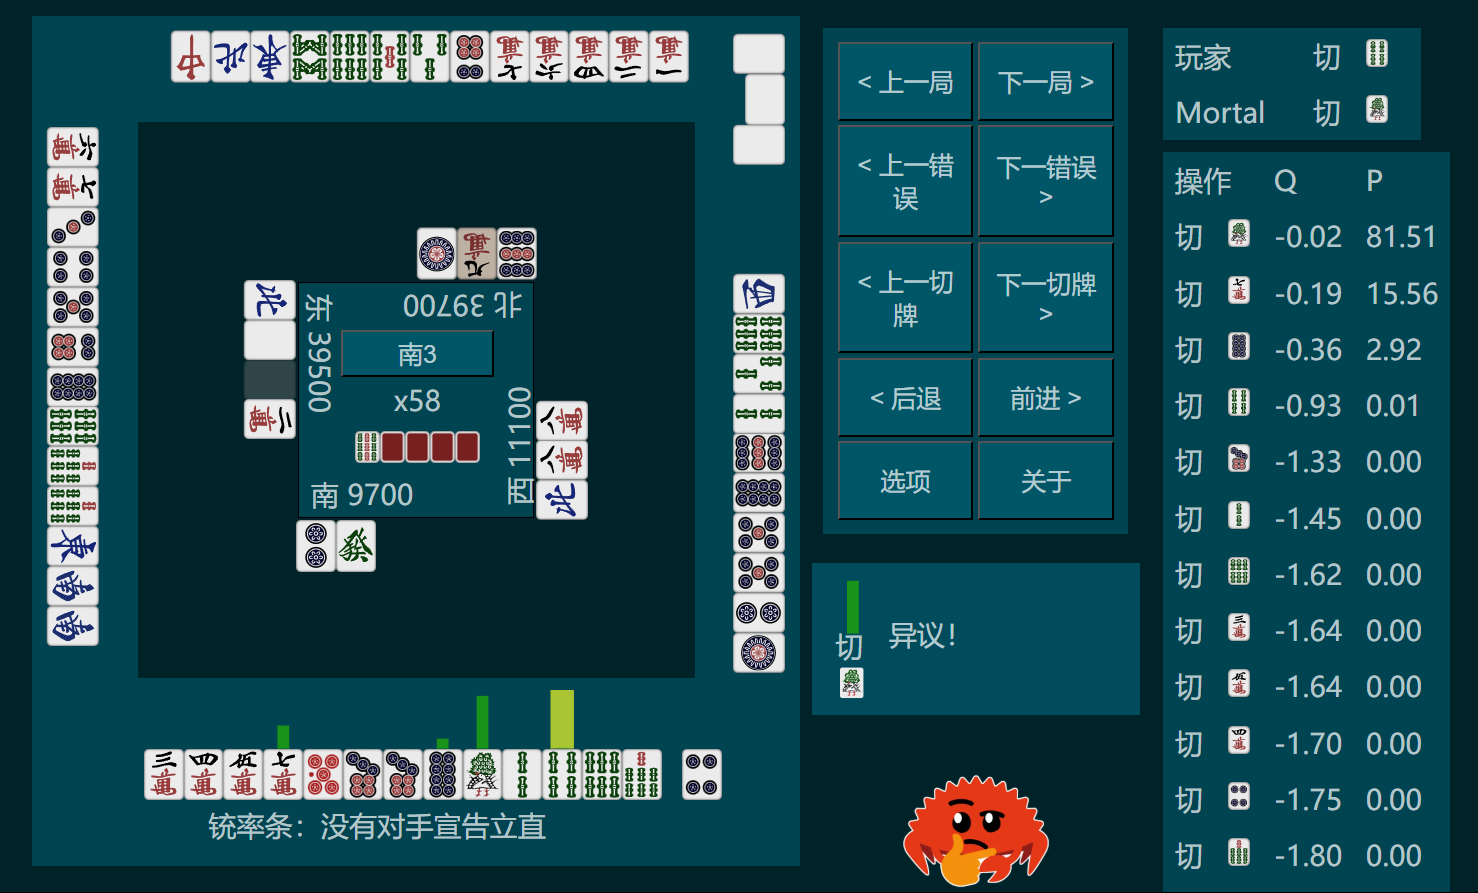 东 39500
北 39700
南3
x58
南 9700
西 11100
铳率条：没有对手宣告立直
< 上一局
下一局 >
< 上一错误
下一错误 >
< 上一切牌
下一切牌 >
< 后退
前进 >
选项
关于
切
异议！
玩家 切
Mortal 切
操作 Q P
切 -0.02 81.51
切 -0.19 15.56
切 -0.36 2.92
切 -0.93 0.01
切 -1.33 0.00
切 -1.45 0.00
切 -1.62 0.00
切 -1.64 0.00
切 -1.64 0.00
切 -1.70 0.00
切 -1.75 0.00
切 -1.80 0.00